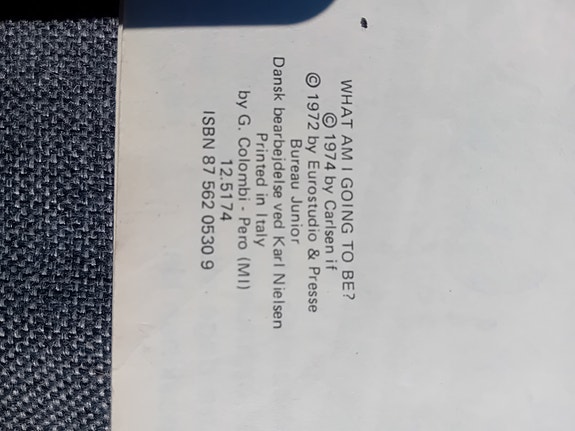 WHAT AM I GOING TO BE?
© 1974 by Carlsen if
© 1972 by Eurostudio & Presse
Bureau Junior
Dansk bearbejdelse ved Karl Nielsen
Printed in Italy
by G. Colombi - Pero (MI)
12.5174
ISBN 87 562 0530 9